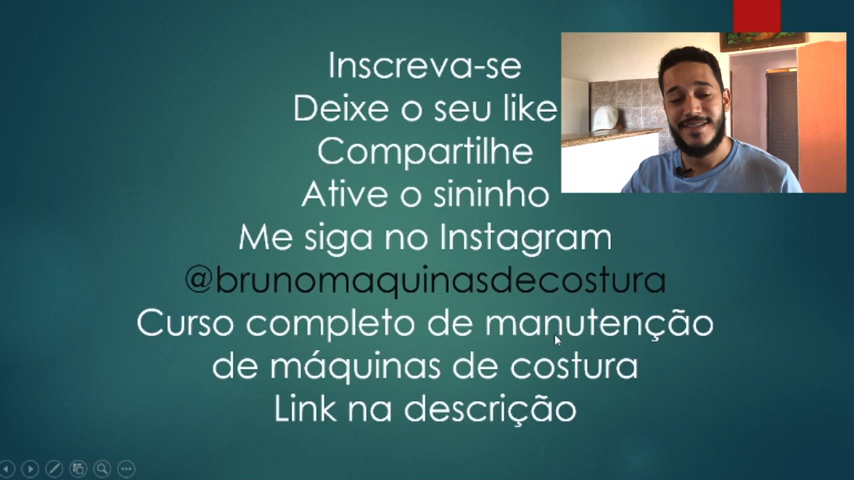 Inscreva-se
Deixe o seu like
Compartilhe
Ative o sininho
Me siga no Instagram
@brunomaquinasdecostura
Curso completo de manutenção
de máquinas de costura
Link na descrição